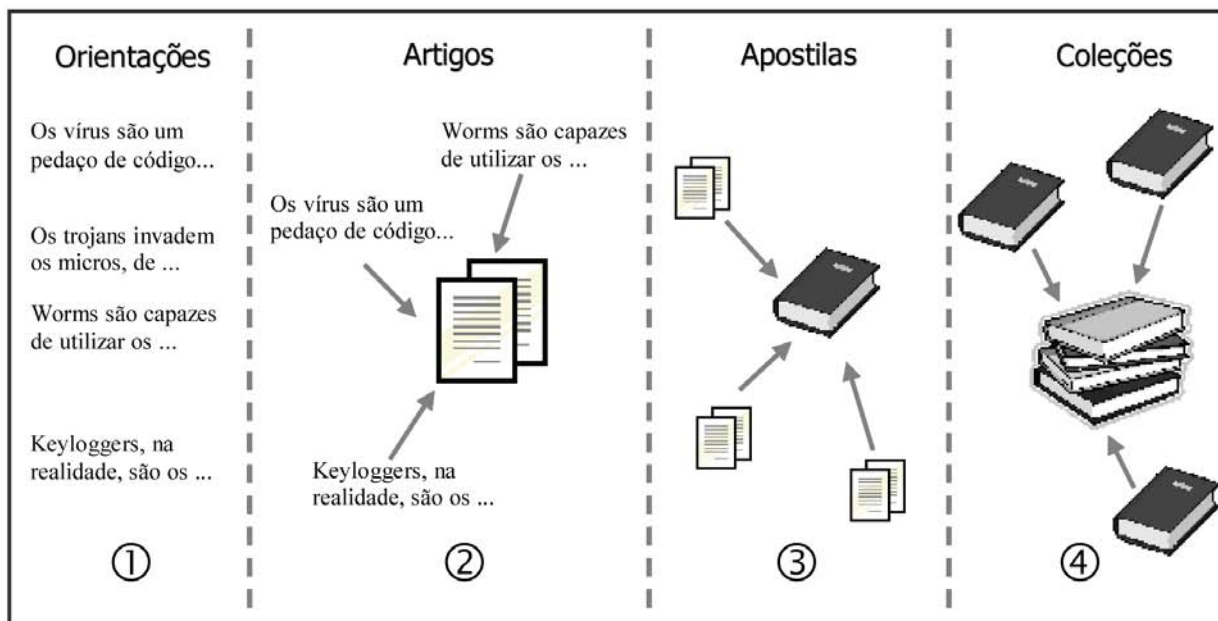 Orientações
Os vírus são um
pedaço de código...
Os trojans invadem
os micros, de ...
Worms são capazes
de utilizar os ...
Keyloggers, na
realidade, são os ...
①
Artigos
Worms são capazes
de utilizar os ...
Os vírus são um
pedaço de código...
Keyloggers, na
realidade, são os ...
②
Apostilas
③
Coleções
④